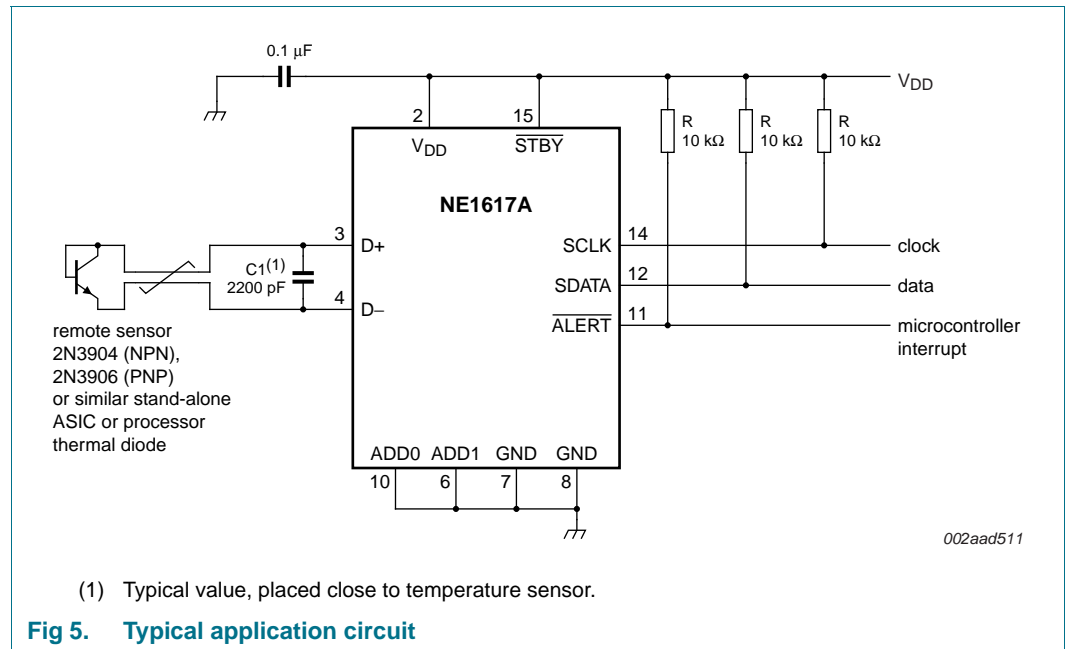 0.1 μF
VDD
2
15
R
10 kΩ
R
10 kΩ
R
10 kΩ
VDD
STBY
NE1617A
3
D+
SCLK
14
clock
C1(1)
2200 pF
SDATA
12
data
4
D−
ALERT
11
microcontroller
interrupt
remote sensor
2N3904 (NPN),
2N3906 (PNP)
or similar stand-alone
ASIC or processor
thermal diode
ADD0 ADD1 GND GND
10
6
7
8
002aad511
(1) Typical value, placed close to temperature sensor.
Fig 5. Typical application circuit